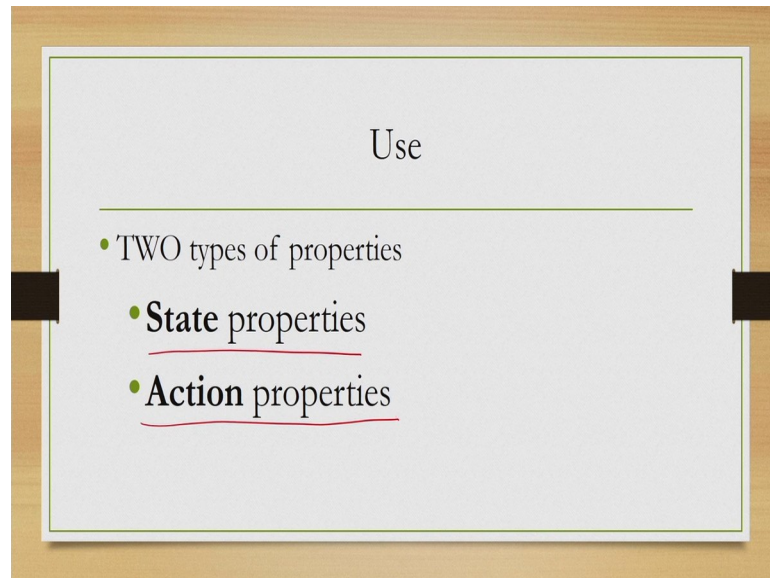 Use
• TWO types of properties
• State properties
• Action properties